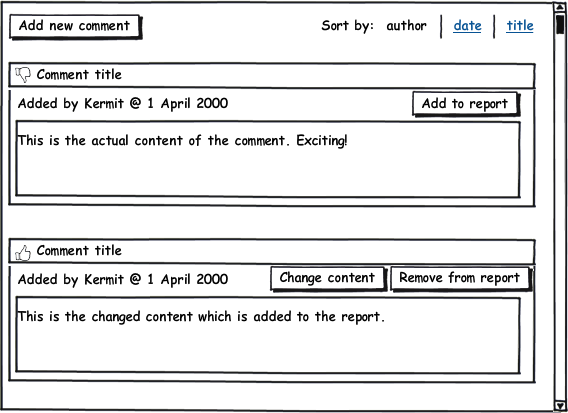 Add new comment Sort by: author date title
Comment title
Added by Kermit @ 1 April 2000 Add to report
This is the actual content of the comment. Exciting!
Comment title
Added by Kermit @ 1 April 2000 Change content Remove from report
This is the changed content which is added to the report.